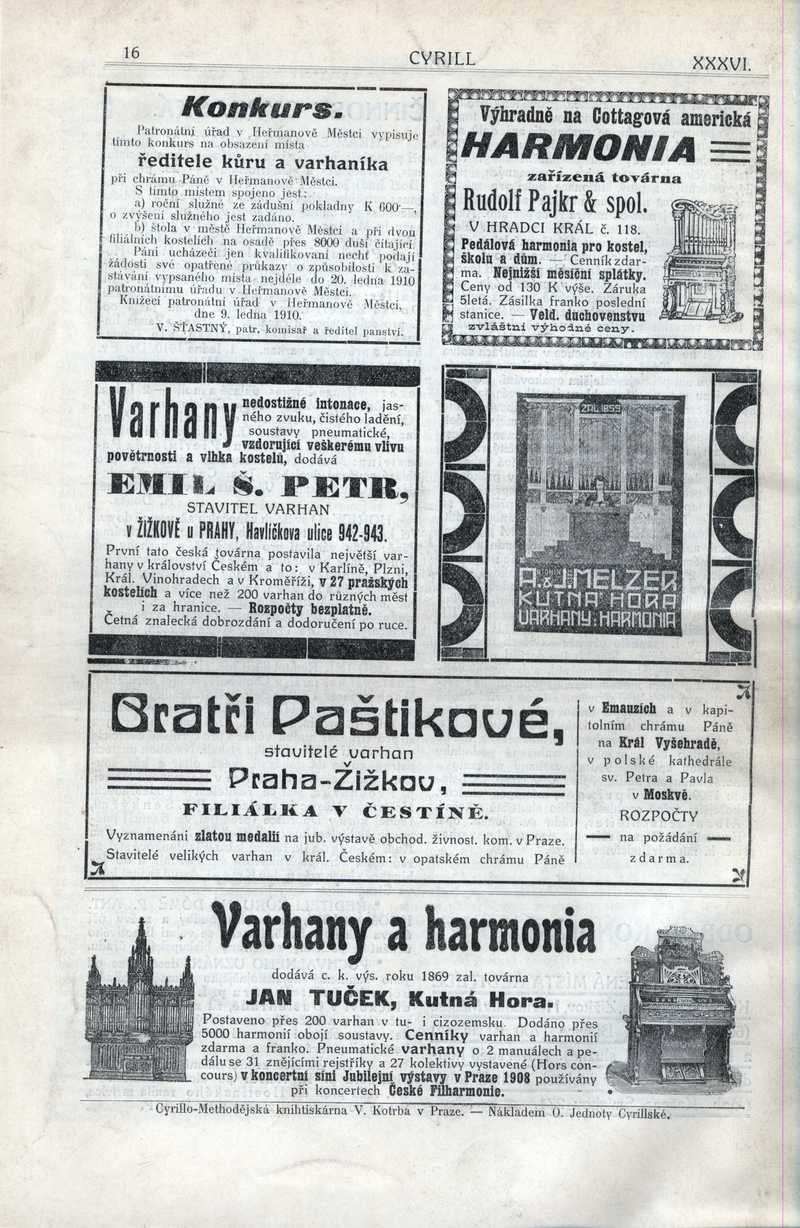 16
CYRILL
XXXVI.
Konkurs.
Patronátní úřad v Heřmanově Městci vypisuje
tímto konkurs na obsazení místa
ředitele kůru a varhaníka
při chrámu Páně v Heřmanově Městci.
S tímto místem spojeno jest:
a) roční služné ze zádušní pokladny K 600·—,
o zvýšení služného jest zadáno.
b) štola v městě Heřmanově Městci a při dvou
filiálních kostelích na osadě přes 8000 duší čítající.
Páni ucházeči jen kvalifikovaní nechť podají
žádosti své opatřené průkazy o způsobilosti k za-
stávání vypsaného místa nejdéle do 20. ledna 1910
patronátnímu úřadu v Heřmanově Městci.
Knížecí patronátní úřad v Heřmanově Městci,
dne 9. ledna 1910.
V. ŠŤASTNÝ, patr. komisař a ředitel panství.
Výhradně na Cottagová americká
HARMONIA
zařízená továrna
Rudolf Pajkr & spol.
V HRADCI KRÁL č. 118.
Pedálová harmonia pro kostel,
školu a dům. — Cenník zdar-
ma. Nejnižší měsíční splátky.
Ceny od 130 K výše. Záruka
5letá. Zásilka franko poslední
stanice. — Veld. duchovenstvu
zvláštní výhodné ceny.
Varhany nedostižné intonace, jas-
ného zvuku, čistého ladění,
soustavy pneumatické,
vzdorující veškerému vlivu
povětrnosti a vlhka kostelů, dodává
EMIL Š. PETR,
STAVITEL VARHAN
v ŽIŽKOVĚ u PRAHY, Havlíčkova ulice 942-943.
První tato česká továrna postavila největší var-
hany v království Českém a to: v Karlíně, Plzni,
Král. Vinohradech a v Kroměříži, v 27 pražských
kostelích a více než 200 varhan do různých měst
i za hranice. — Rozpočty bezplatně.
Četná znalecká dobrozdání a dodoručení po ruce.
ZAL. 1859
A. & J. MELZER
KUTNÁ HORA
VARHANY: HARMONIA
Bratři Paštikové,
stavitelé varhan
Praha-Žižkov,
FILIÁLKA V ČESTÍNĚ.
Vyznamenáni zlatou medalií na jub. výstavě obchod. živnost. kom. v Praze.
Stavitelé velikých varhan v král. Českém: v opatském chrámu Páně
v Emauzích a v kapi-
tolním chrámu Páně
na Král Vyšehradě,
v polské kathedrále
sv. Petra a Pavla
v Moskvě.
ROZPOČTY
na požádání
zdarma.
Varhany a harmonia
dodává c. k. výs. roku 1869 zal. továrna
JAN TUČEK, Kutná Hora.
Postaveno přes 200 varhan v tu- i cizozemsku. Dodáno přes
5000 harmonií obojí soustavy. Cenníky varhan a harmonií
zdarma a franko. Pneumatické varhany o 2 manuálech a pe-
dálu se 31 znějícími rejstříky a 27 kolektivy vystavené (Hors con-
cours) v koncertní síni Jubilejní výstavy v Praze 1908 používány
při koncertech České Filharmonie.
Cyrillo-Methodějská knihtiskárna V. Kotrba v Praze. — Nákladem O. Jednoty Cyrillské.